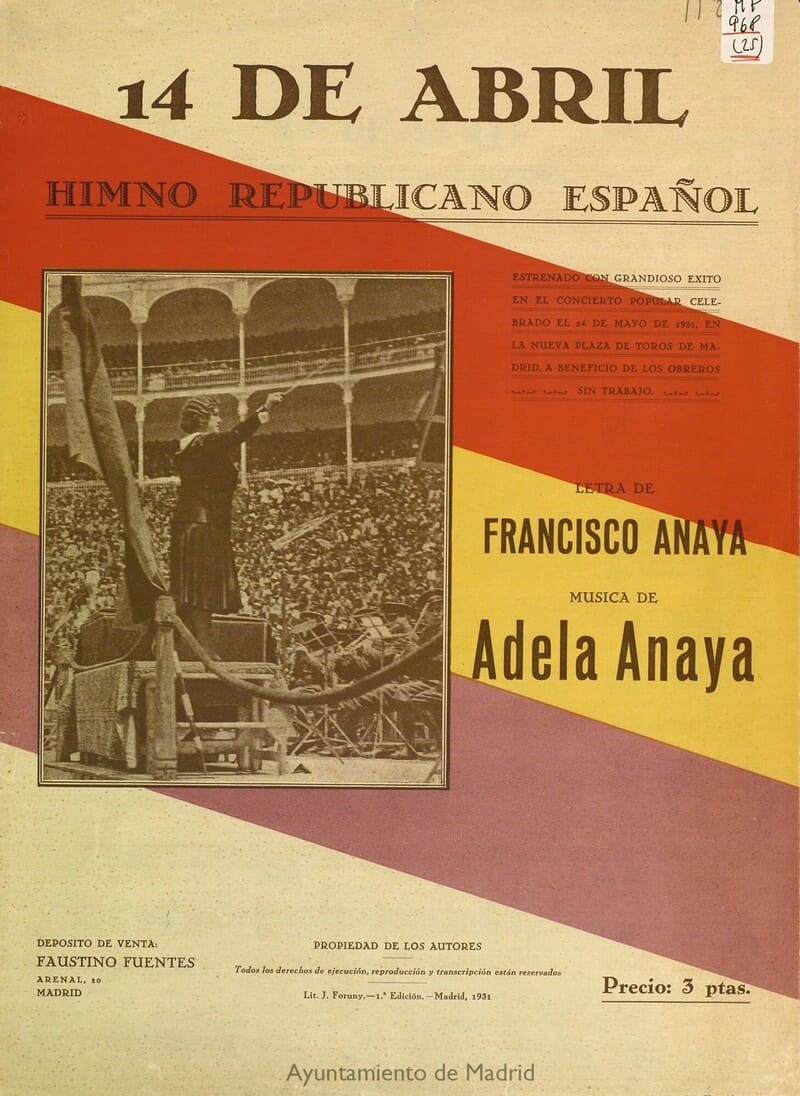 118
MP
968
(25)
14 DE ABRIL
HIMNO REPUBLICANO ESPAÑOL
ESTRENADO CON GRANDIOSO EXITO
EN EL CONCIERTO POPULAR CELE-
BRADO EL 24 DE MAYO DE 1931, EN
LA NUEVA PLAZA DE TOROS DE MA-
DRID, A BENEFICIO DE LOS OBREROS
SIN TRABAJO.
LETRA DE
FRANCISCO ANAYA
MUSICA DE
Adela Anaya
DEPOSITO DE VENTA:
FAUSTINO FUENTES
ARENAL, 20
MADRID
PROPIEDAD DE LOS AUTORES
Todos los derechos de ejecución, reproducción y transcripción están reservados
Lit. J. Foruny.—1.ª Edición.—Madrid, 1931
Precio: 3 ptas.
Ayuntamiento de Madrid